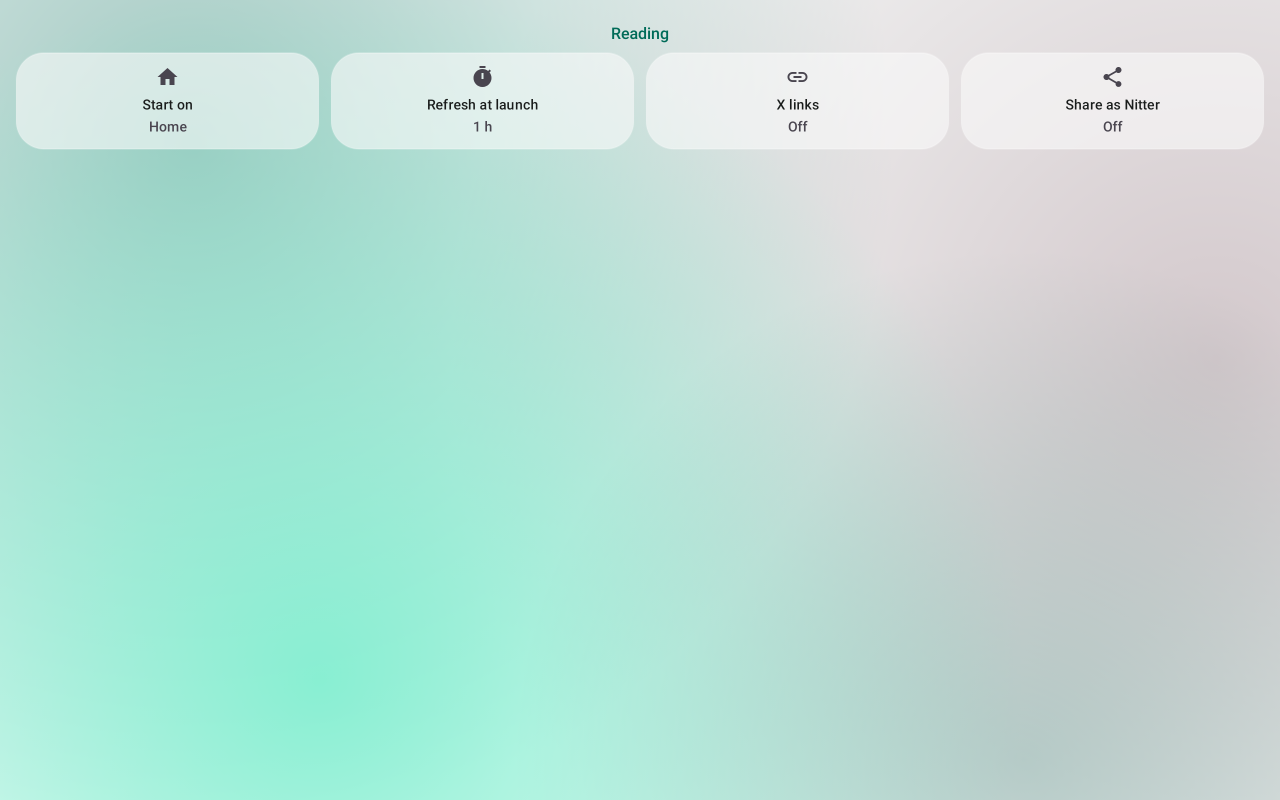 Reading
Start on
Home
Refresh at launch
1 h
X links
Off
Share as Nitter
Off